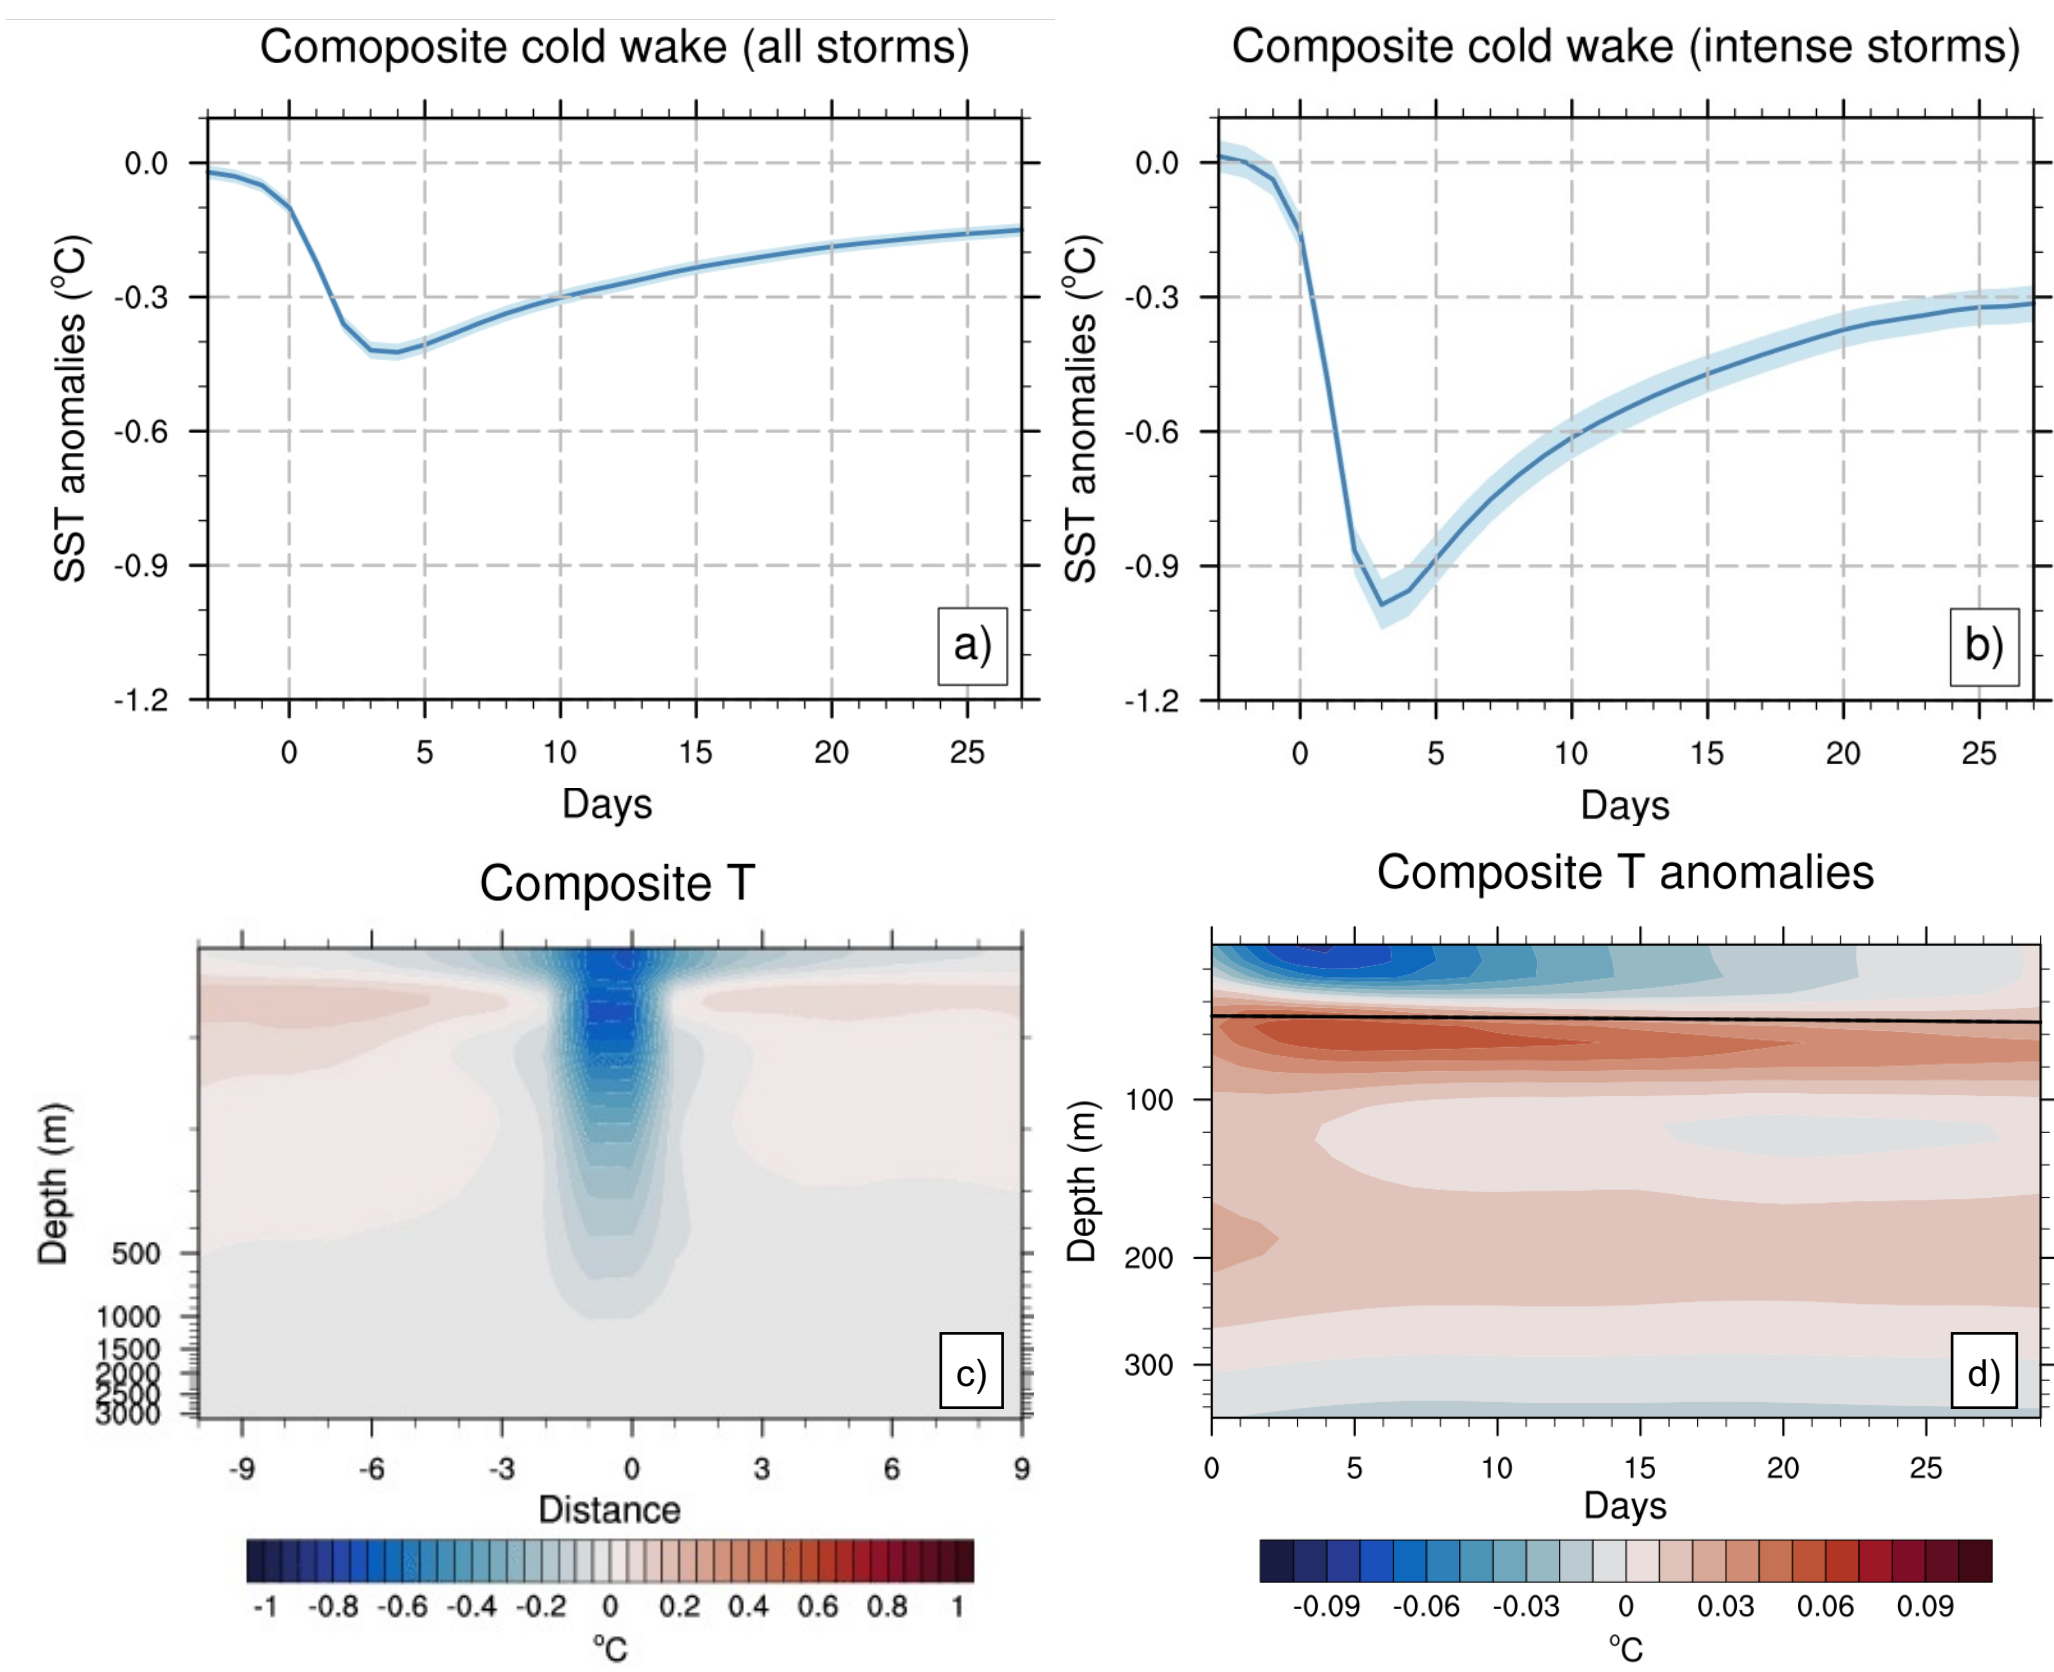 Comoposite cold wake (all storms)
SST anomalies (°C)
0.0
-0.3
-0.6
-0.9
-1.2
a)
0 5 10 15 20 25
Days
Composite cold wake (intense storms)
SST anomalies (°C)
0.0
-0.3
-0.6
-0.9
-1.2
b)
0 5 10 15 20 25
Days
Composite T
Depth (m)
500
1000
1500
2000
2500
3000
c)
-9 -6 -3 0 3 6 9
Distance
-1 -0.8 -0.6 -0.4 -0.2 0 0.2 0.4 0.6 0.8 1
°C
Composite T anomalies
Depth (m)
100
200
300
d)
0 5 10 15 20 25
Days
-0.09 -0.06 -0.03 0 0.03 0.06 0.09
°C